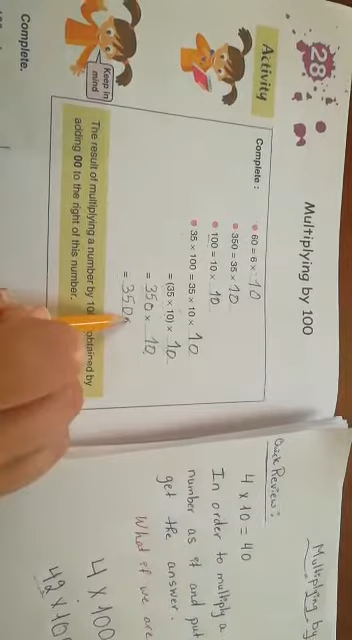 28
Multiplying by 100
Activity
Complete :
60 = 6 × 10
350 = 35 × 10
100 = 10 × 10
35 × 100 = 35 × 10 × 10
= (35 × 10) × 10
= 350 × 10
= 350
Keep in
mind
The result of multiplying a number by obtained by
adding 00 to the right of this number.
Complete.
Multiplying by
Quick Review:
4 × 10 = 40
In order to multiply a
number as it and put
get the answer.
What if we are
4 × 100
42 × 100